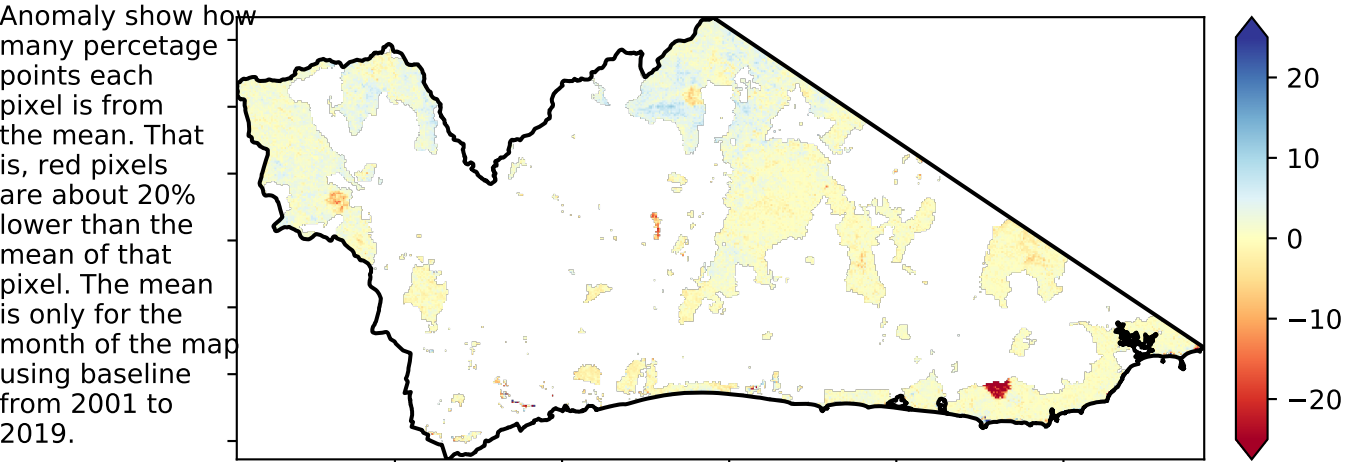 Anomaly show how
many percetage
points each
pixel is from
the mean. That
is, red pixels
are about 20%
lower than the
mean of that
pixel. The mean
is only for the
month of the map
using baseline
from 2001 to
2019.
20
10
0
−10
−20